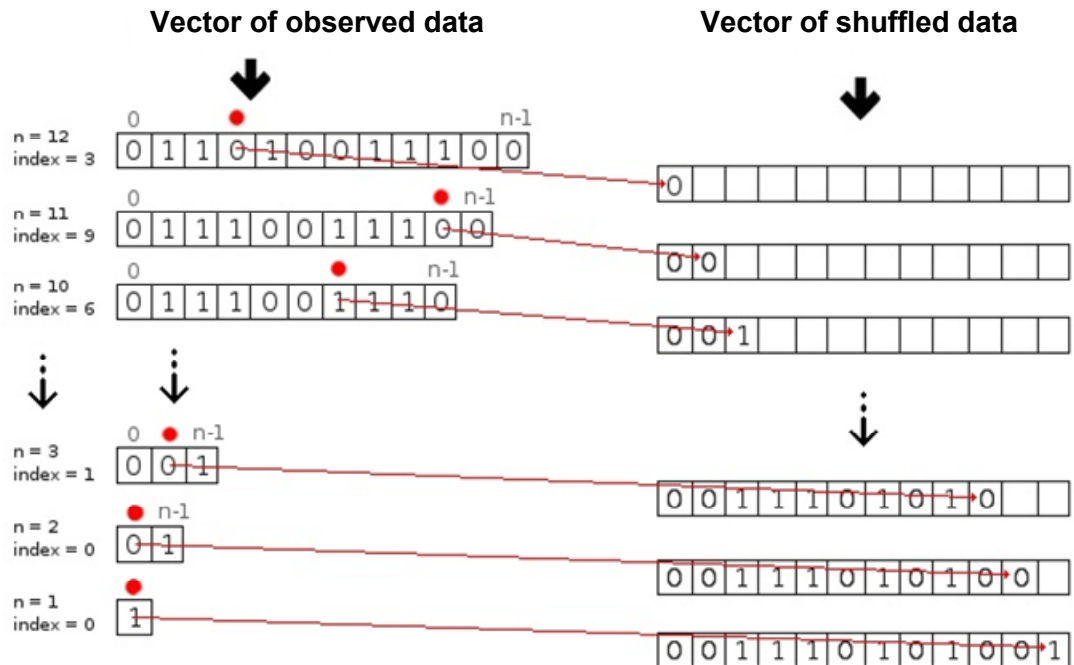 Vector of observed data
Vector of shuffled data
0 n-1
n = 12
index = 3
0 1 1 0 1 0 0 1 1 1 0 0
0
0 n-1
n = 11
index = 9
0 1 1 1 0 0 1 1 1 0 0
0 0
0 n-1
n = 10
index = 6
0 1 1 1 0 0 1 1 1 0
0 0 1
0 n-1
n = 3
index = 1
0 0 1
0 0 1 1 1 0 1 0 1 0
n-1
n = 2
index = 0
0 1
0 0 1 1 1 0 1 0 1 0 0
n = 1
index = 0
1
0 0 1 1 1 0 1 0 1 0 0 1